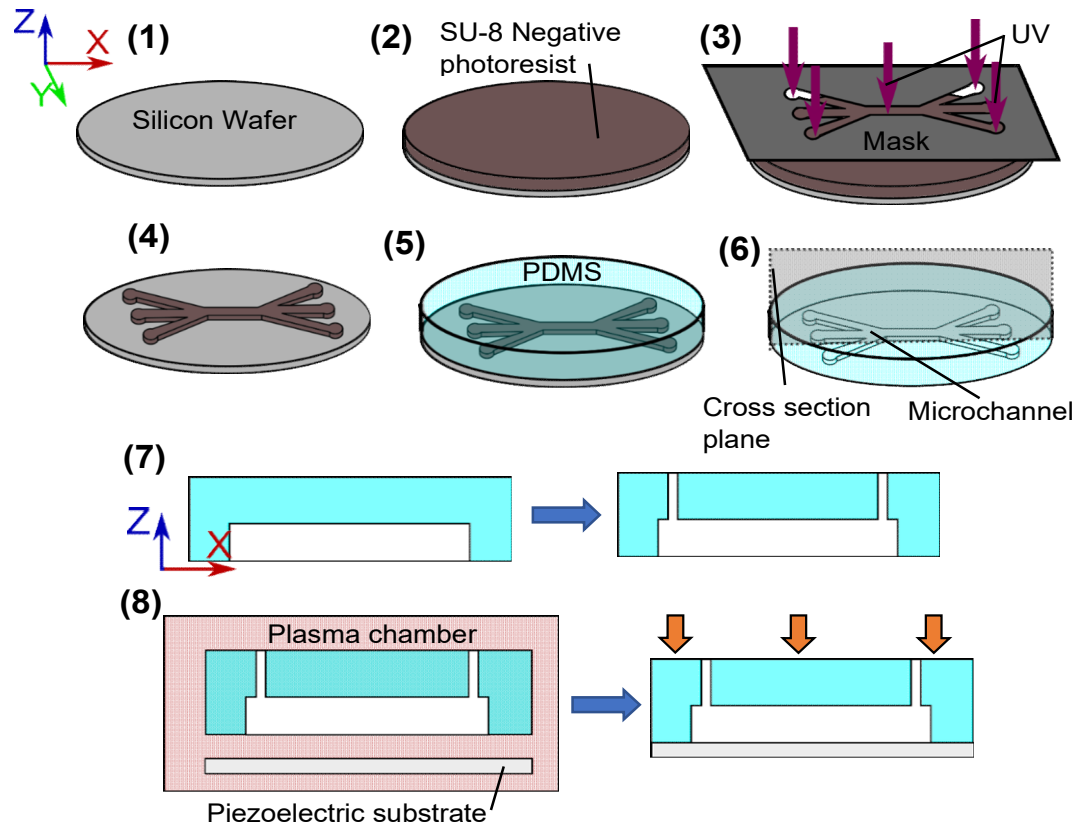 Z
X
Y
(1)
Silicon Wafer
(2)
SU-8 Negative
photoresist
(3)
UV
Mask
(4)
(5)
PDMS
(6)
Cross section
plane
Microchannel
(7)
Z
X
(8)
Plasma chamber
Piezoelectric substrate